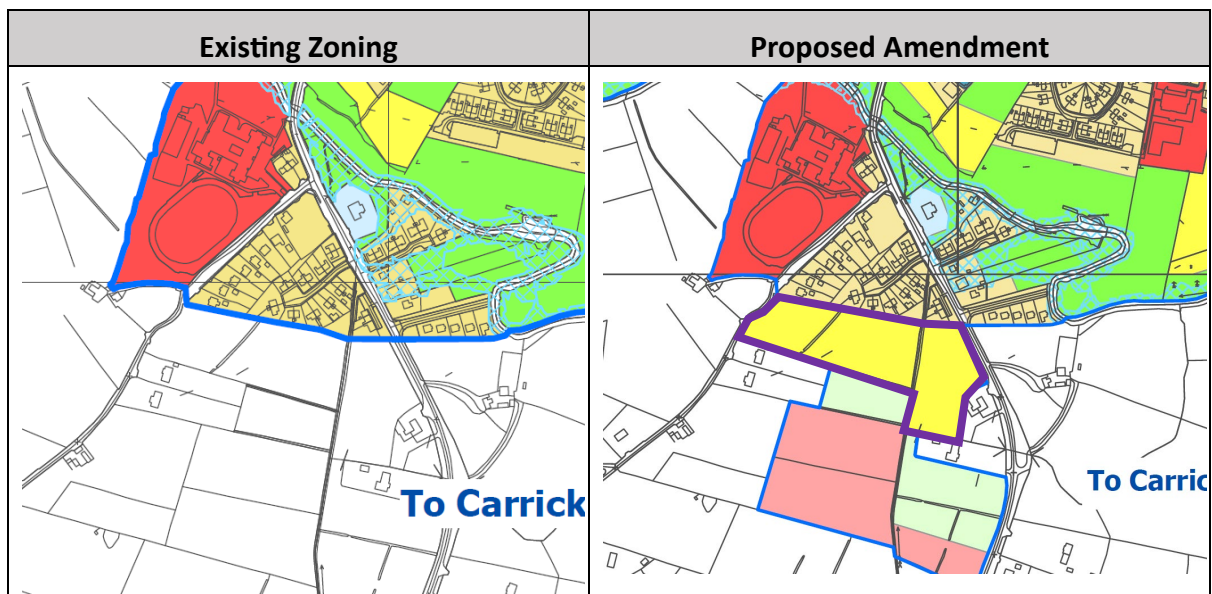 Existing Zoning
Proposed Amendment
To Carrick
To Carric